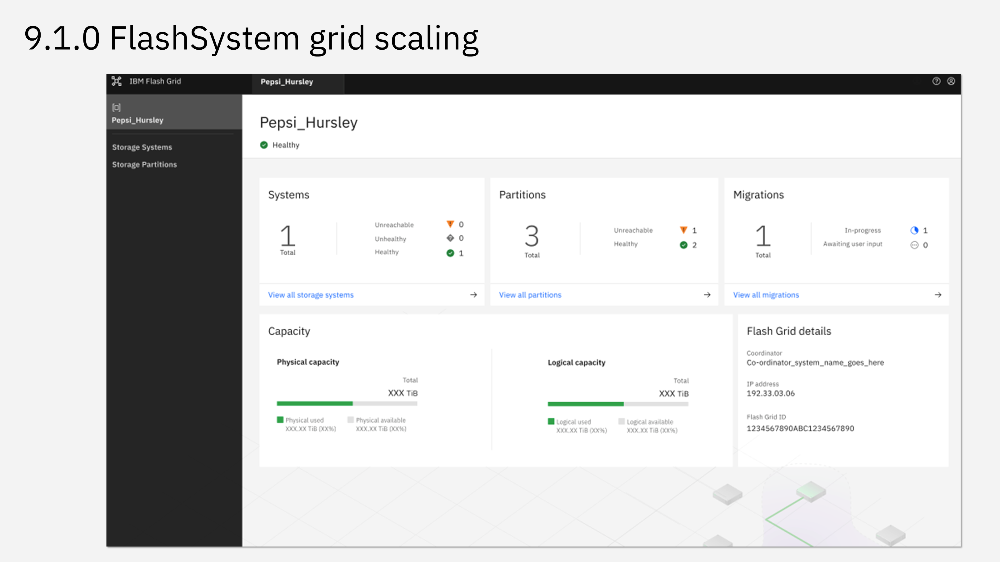 9.1.0 FlashSystem grid scaling
IBM Flash Grid
Pepsi_Hursley
Pepsi_Hursley
Storage Systems
Storage Partitions
Pepsi_Hursley
Healthy
Systems
1
Total
Unreachable 0
Unhealthy 0
Healthy 1
View all storage systems
Partitions
3
Total
Unreachable 1
Healthy 2
View all partitions
Migrations
1
Total
In-progress 1
Awaiting user input 0
View all migrations
Capacity
Physical capacity
Total
XXX TiB
Physical used
XXX.XX TiB (XX%)
Physical available
XXX.XX TiB (XX%)
Logical capacity
Total
XXX TiB
Logical used
XXX.XX TiB (XX%)
Logical available
XXX.XX TiB (XX%)
Flash Grid details
Coordinator
Co-ordinator_system_name_goes_here
IP address
192.33.03.06
Flash Grid ID
1234567890ABC1234567890